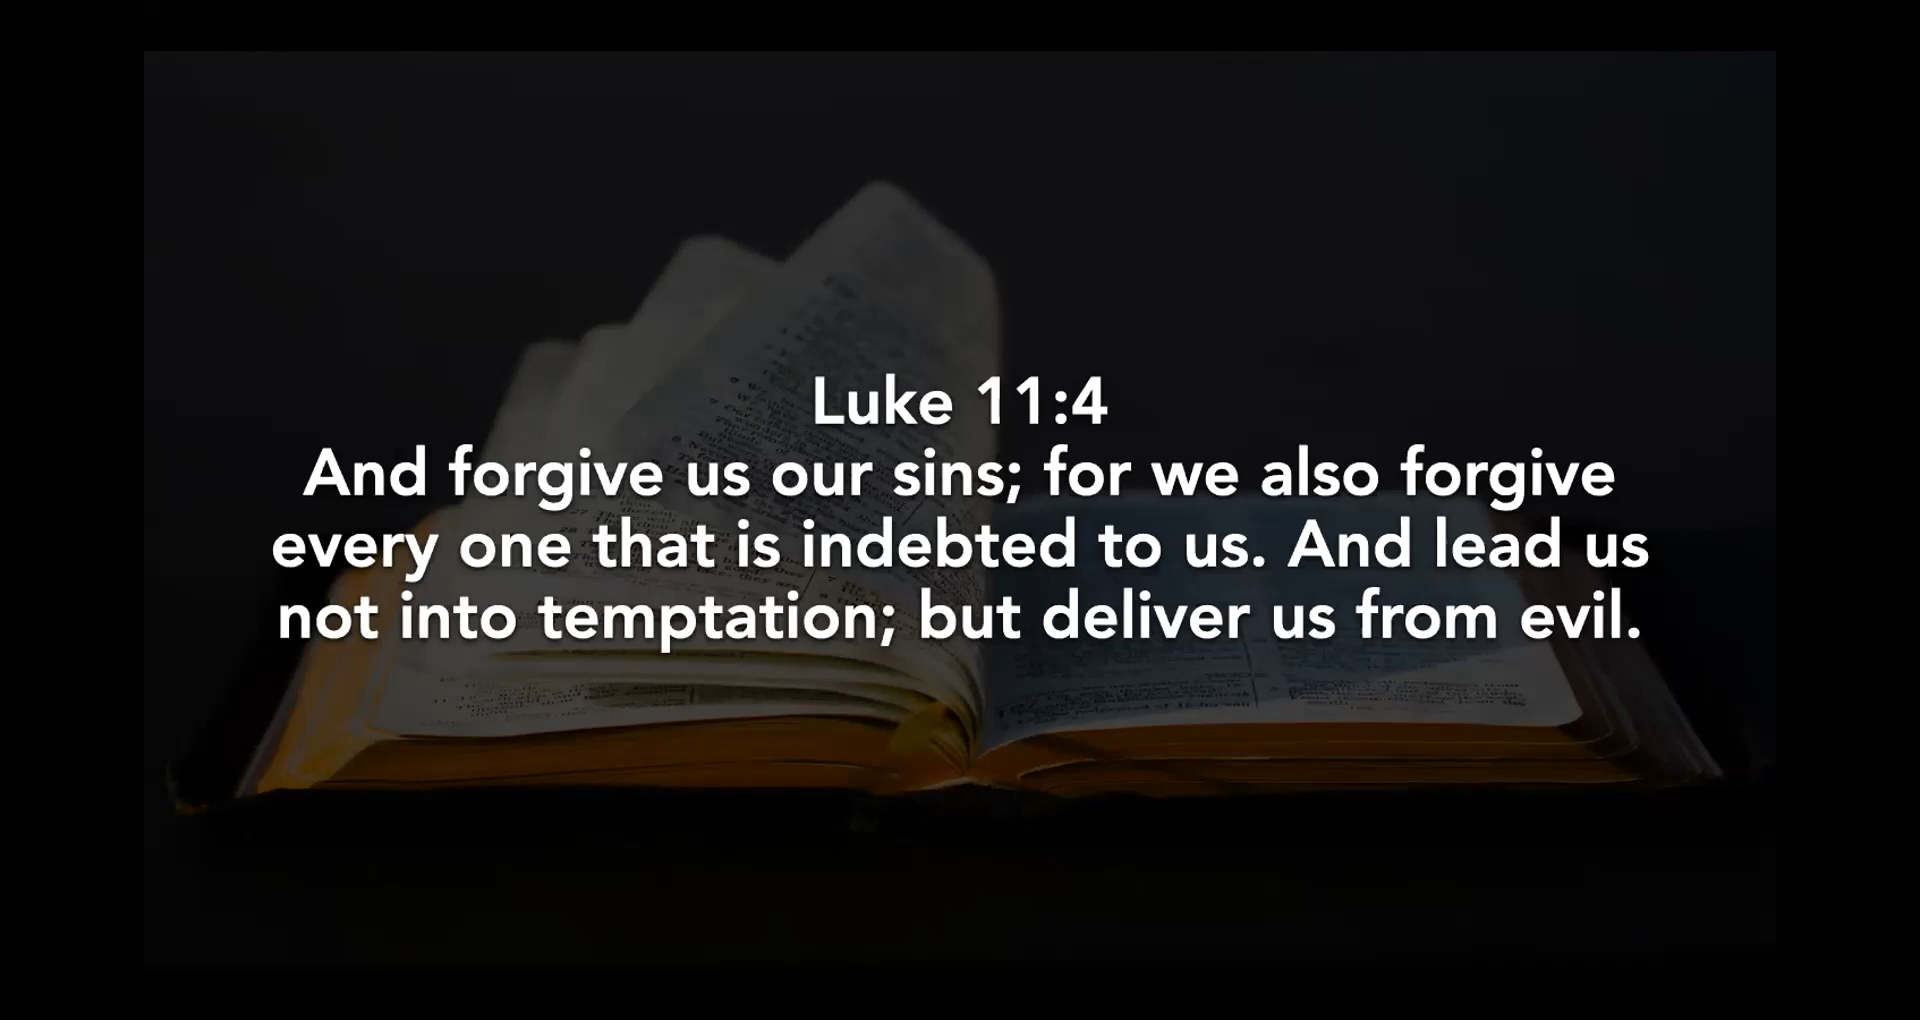 Luke 11:4
And forgive us our sins; for we also forgive
every one that is indebted to us. And lead us
not into temptation; but deliver us from evil.